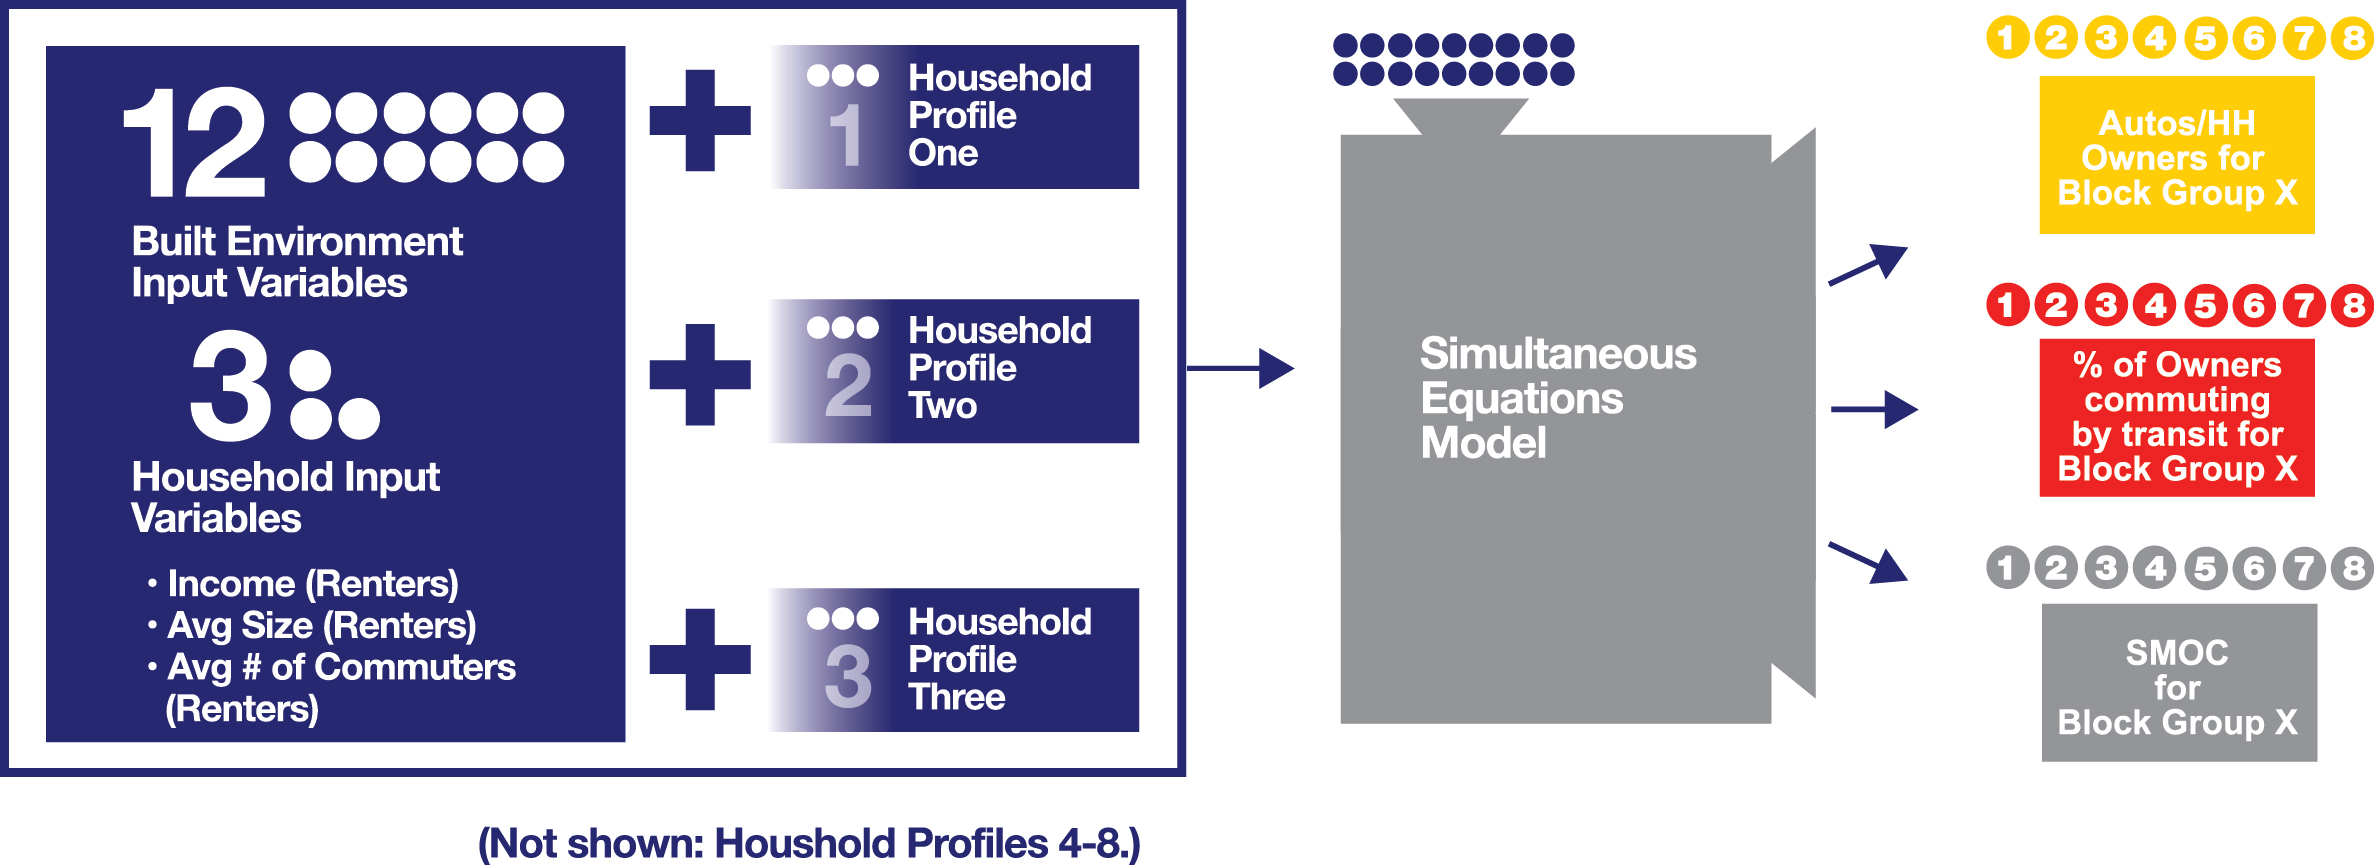 12
Built Environment
Input Variables
3
Household Input
Variables
· Income (Renters)
· Avg Size (Renters)
· Avg # of Commuters
(Renters)
1
Household
Profile
One
2
Household
Profile
Two
3
Household
Profile
Three
(Not shown: Houshold Profiles 4-8.)
Simultaneous
Equations
Model
1 2 3 4 5 6 7 8
Autos/HH
Owners for
Block Group X
1 2 3 4 5 6 7 8
% of Owners
commuting
by transit for
Block Group X
1 2 3 4 5 6 7 8
SMOC
for
Block Group X